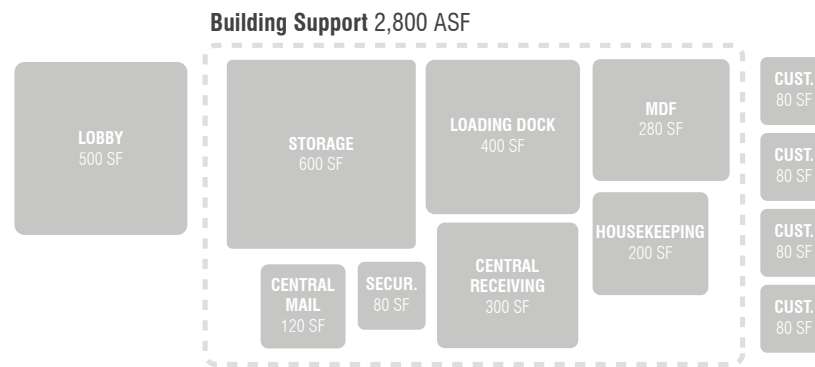 Building Support 2,800 ASF
LOBBY
500 SF
STORAGE
600 SF
LOADING DOCK
400 SF
MDF
280 SF
HOUSEKEEPING
200 SF
CENTRAL
MAIL
120 SF
SECUR.
80 SF
CENTRAL
RECEIVING
300 SF
CUST.
80 SF
CUST.
80 SF
CUST.
80 SF
CUST.
80 SF